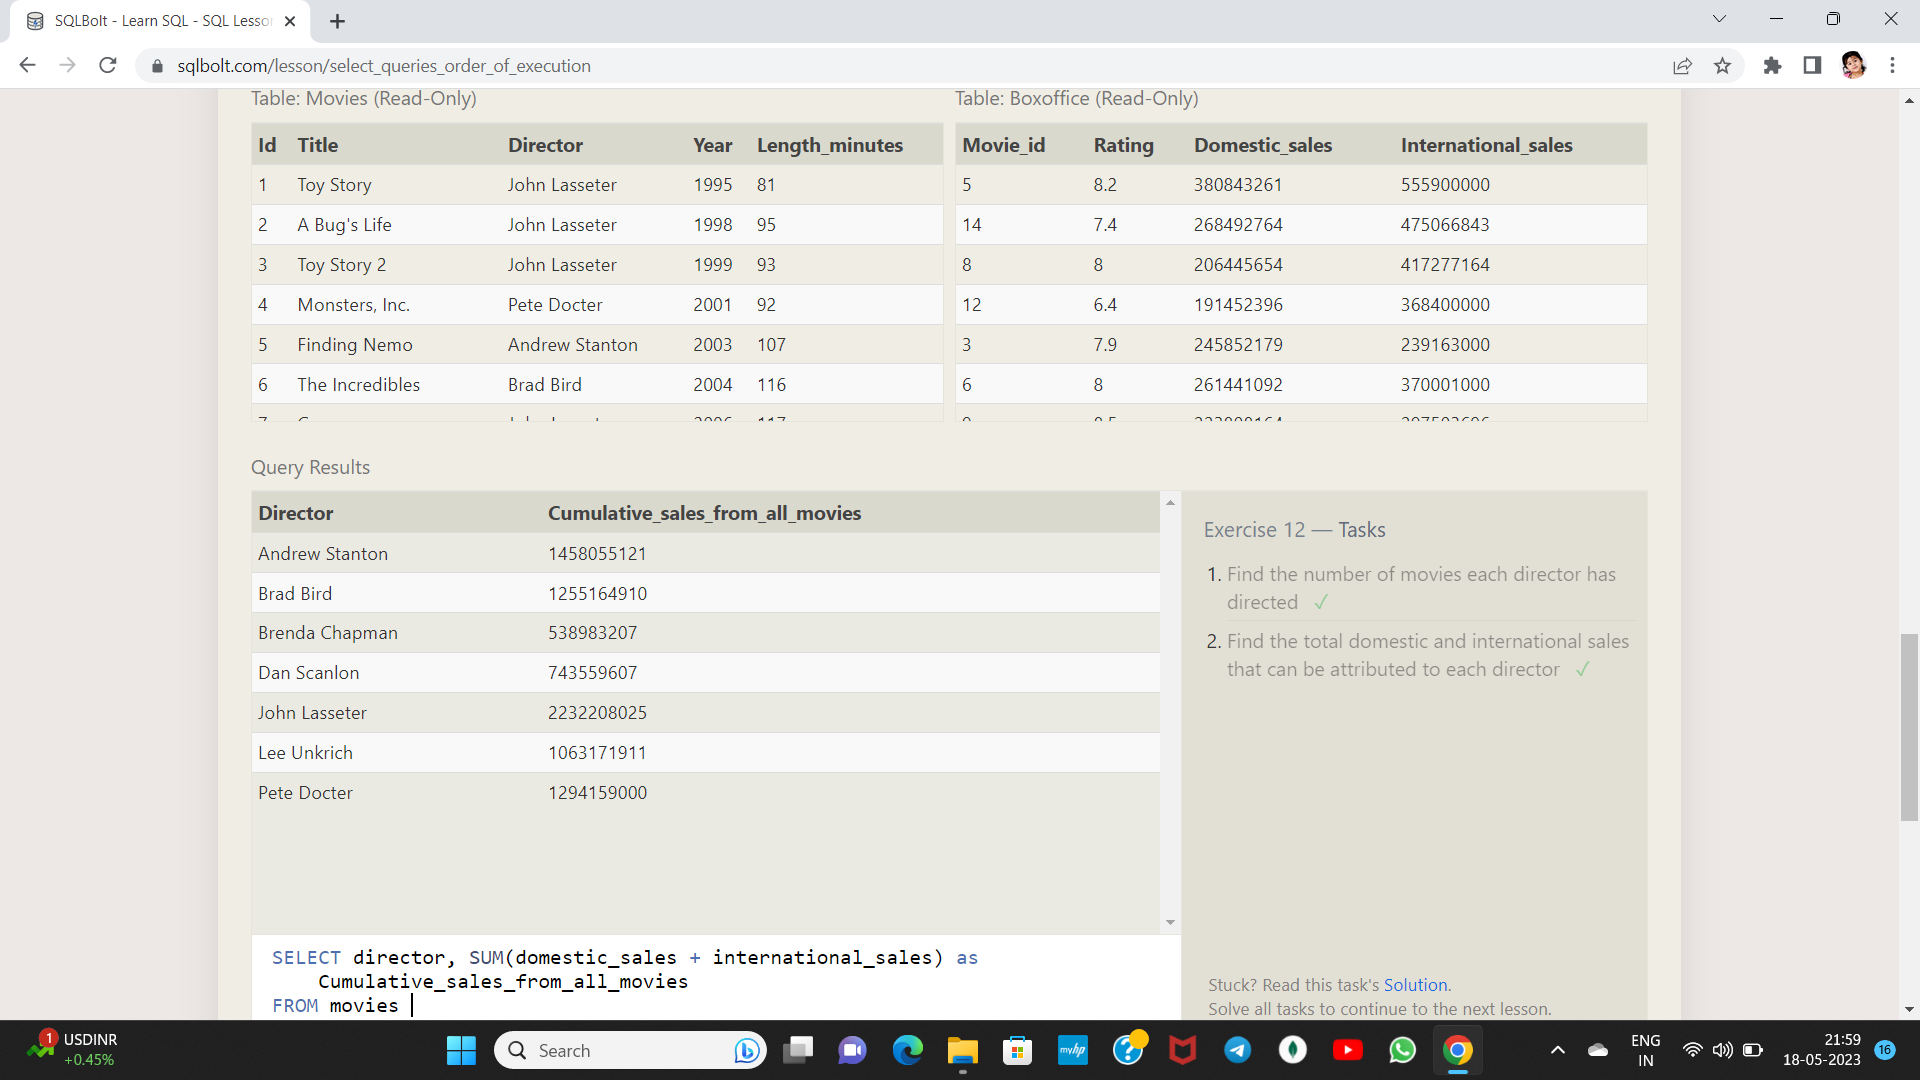 SQLBolt - Learn SQL - SQL Lesso
sqlbolt.com/lesson/select_queries_order_of_execution
Table: Movies (Read-Only)
Id Title Director Year Length_minutes
1 Toy Story John Lasseter 1995 81
2 A Bug's Life John Lasseter 1998 95
3 Toy Story 2 John Lasseter 1999 93
4 Monsters, Inc. Pete Docter 2001 92
5 Finding Nemo Andrew Stanton 2003 107
6 The Incredibles Brad Bird 2004 116
Table: Boxoffice (Read-Only)
Movie_id Rating Domestic_sales International_sales
5 8.2 380843261 555900000
14 7.4 268492764 475066843
8 8 206445654 417277164
12 6.4 191452396 368400000
3 7.9 245852179 239163000
6 8 261441092 370001000
Query Results
Director Cumulative_sales_from_all_movies
Andrew Stanton 1458055121
Brad Bird 1255164910
Brenda Chapman 538983207
Dan Scanlon 743559607
John Lasseter 2232208025
Lee Unkrich 1063171911
Pete Docter 1294159000
Exercise 12 — Tasks
1. Find the number of movies each director has
directed ✓
2. Find the total domestic and international sales
that can be attributed to each director ✓
SELECT director, SUM(domestic_sales + international_sales) as
Cumulative_sales_from_all_movies
FROM movies
Stuck? Read this task's Solution.
Solve all tasks to continue to the next lesson.
1
USDINR
+0.45%
Search
myhp
ENG
IN
21:59
18-05-2023
16